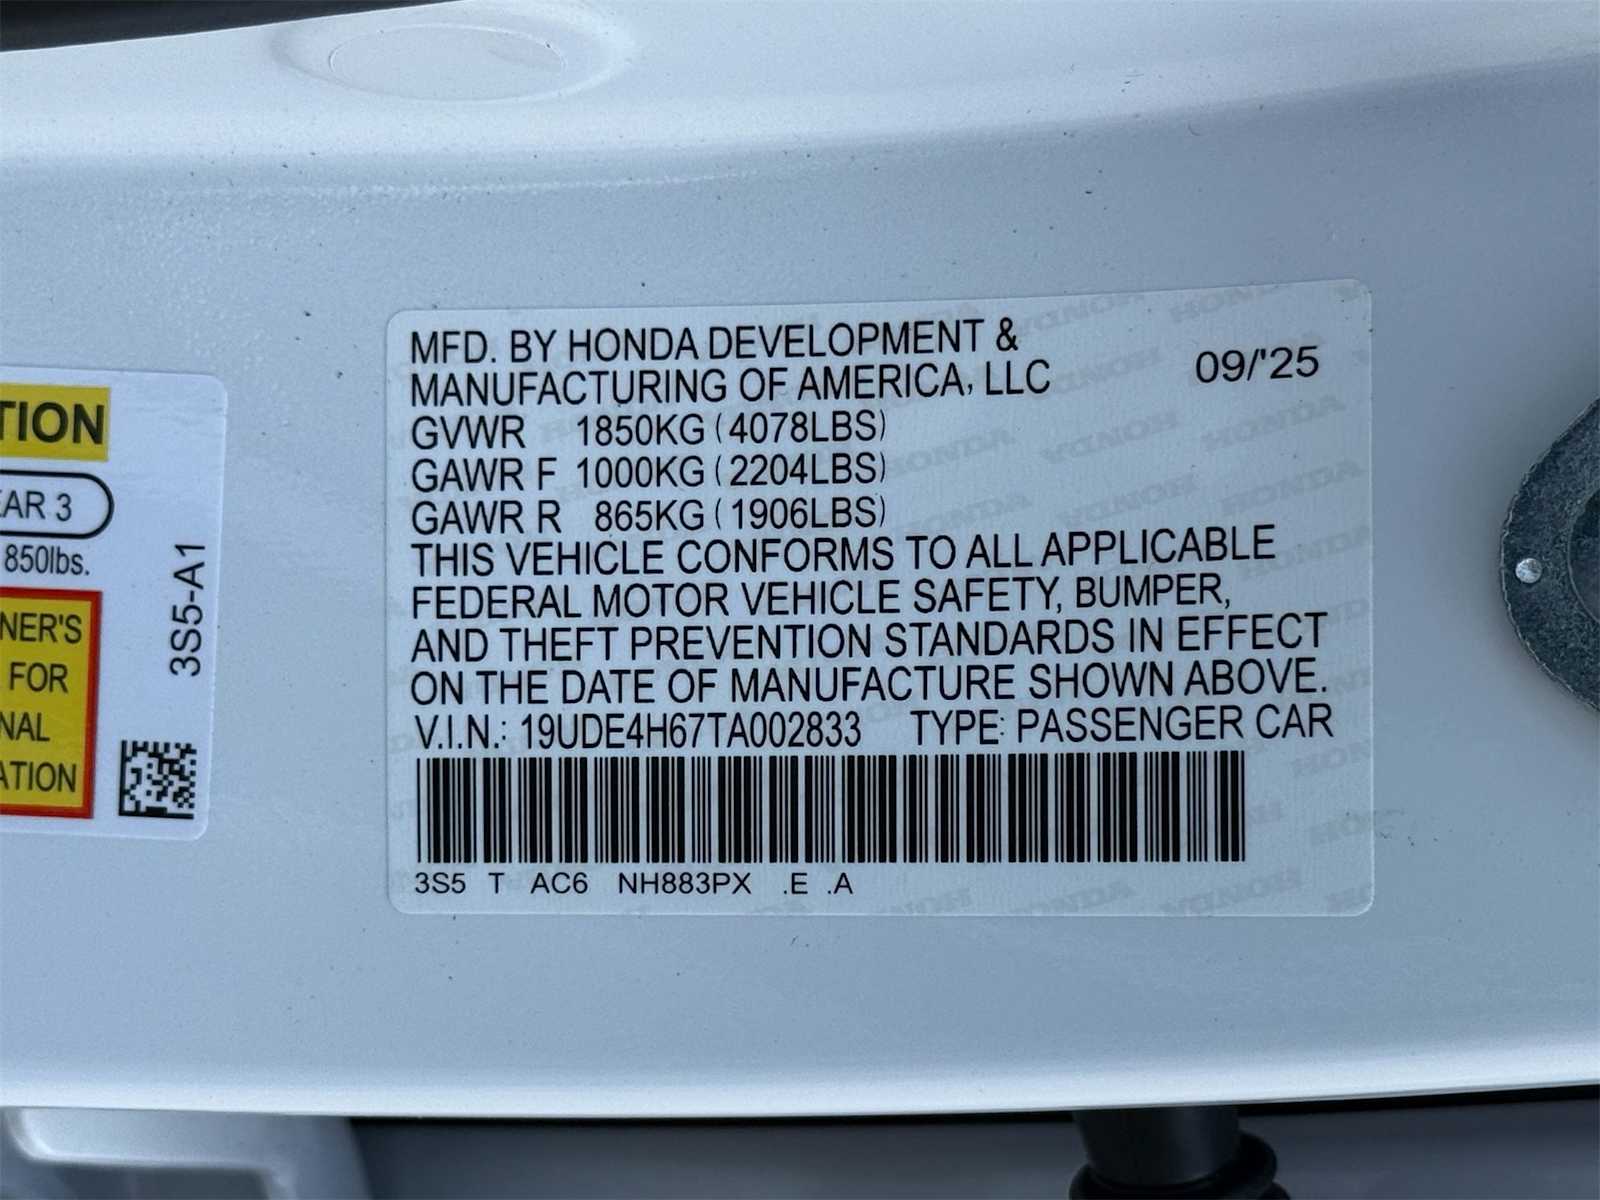 TION
EAR 3
850lbs.
NER'S
FOR
NAL
ATION
3S5-A1
MFD. BY HONDA DEVELOPMENT &
MANUFACTURING OF AMERICA, LLC 09/'25
GVWR 1850KG (4078LBS)
GAWR F 1000KG (2204LBS)
GAWR R 865KG (1906LBS)
THIS VEHICLE CONFORMS TO ALL APPLICABLE
FEDERAL MOTOR VEHICLE SAFETY, BUMPER,
AND THEFT PREVENTION STANDARDS IN EFFECT
ON THE DATE OF MANUFACTURE SHOWN ABOVE.
V.I.N.: 19UDE4H67TA002833 TYPE: PASSENGER CAR
3S5 T AC6 NH883PX .E .A